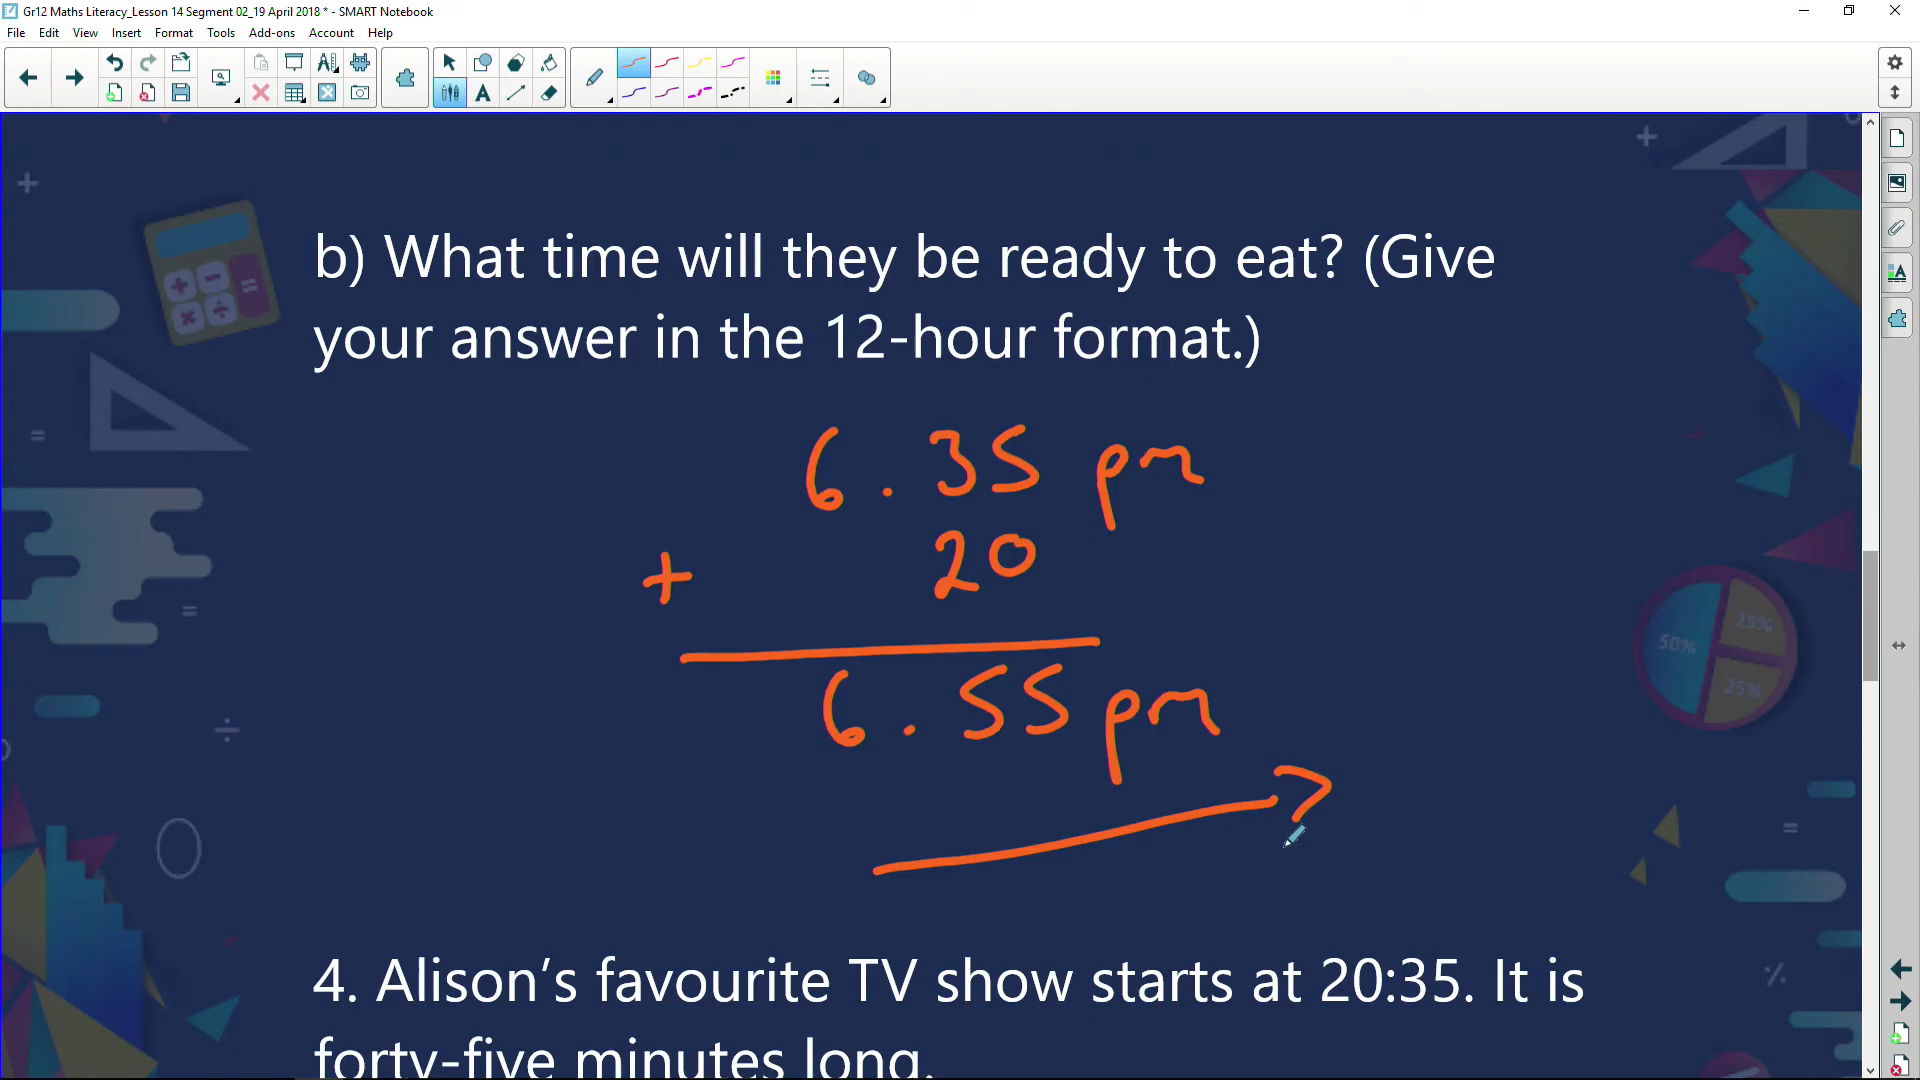 Gr12 Maths Literacy_Lesson 14 Segment 02_19 April 2018 * - SMART Notebook
File Edit View Insert Format Tools Add-ons Account Help
b) What time will they be ready to eat? (Give
your answer in the 12-hour format.)
6.35 pm
+ 20
6.55 pm
50% 25%
25%
4. Alison’s favourite TV show starts at 20:35. It is
forty-five minutes long.